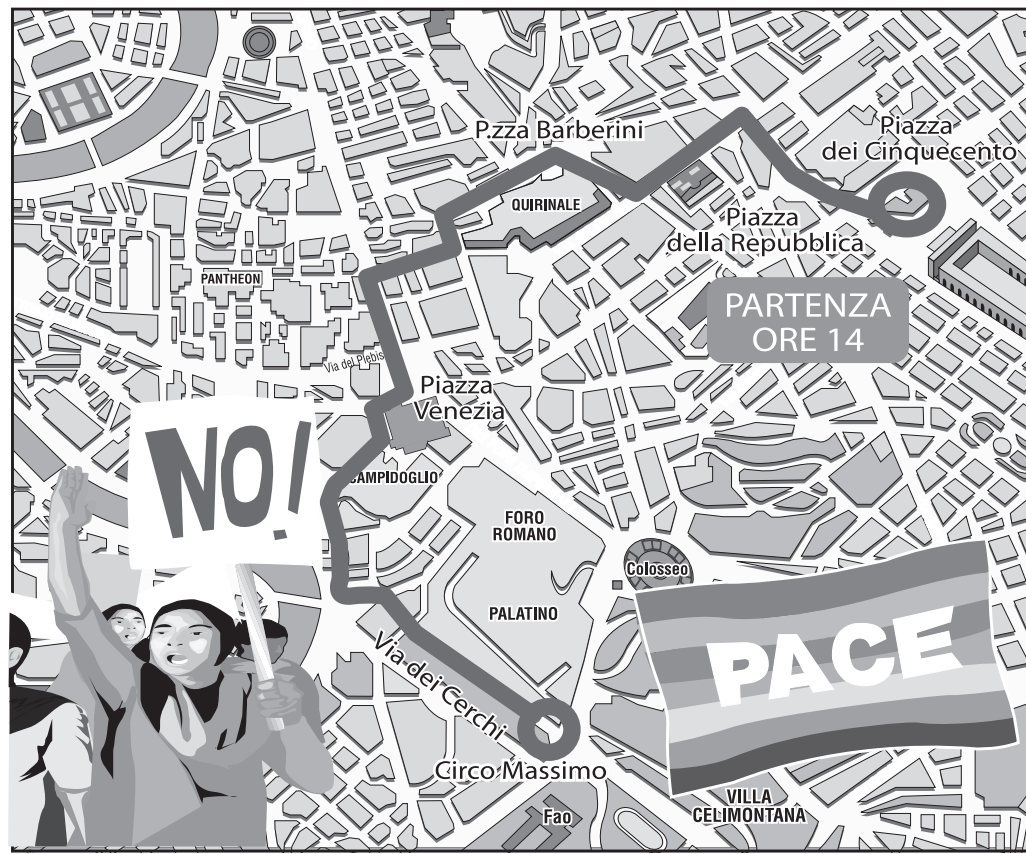 P.zza Barberini
Piazza
dei Cinquecento
QUIRINALE
Piazza
della Repubblica
PANTHEON
PARTENZA
ORE 14
Via del Plebis
Piazza
Venezia
NO!
CAMPIDOGLIO
FORO
ROMANO
Colosseo
PALATINO
PACE
Via dei Cerchi
Circo Massimo
VILLA
CELIMONTANA
Fao